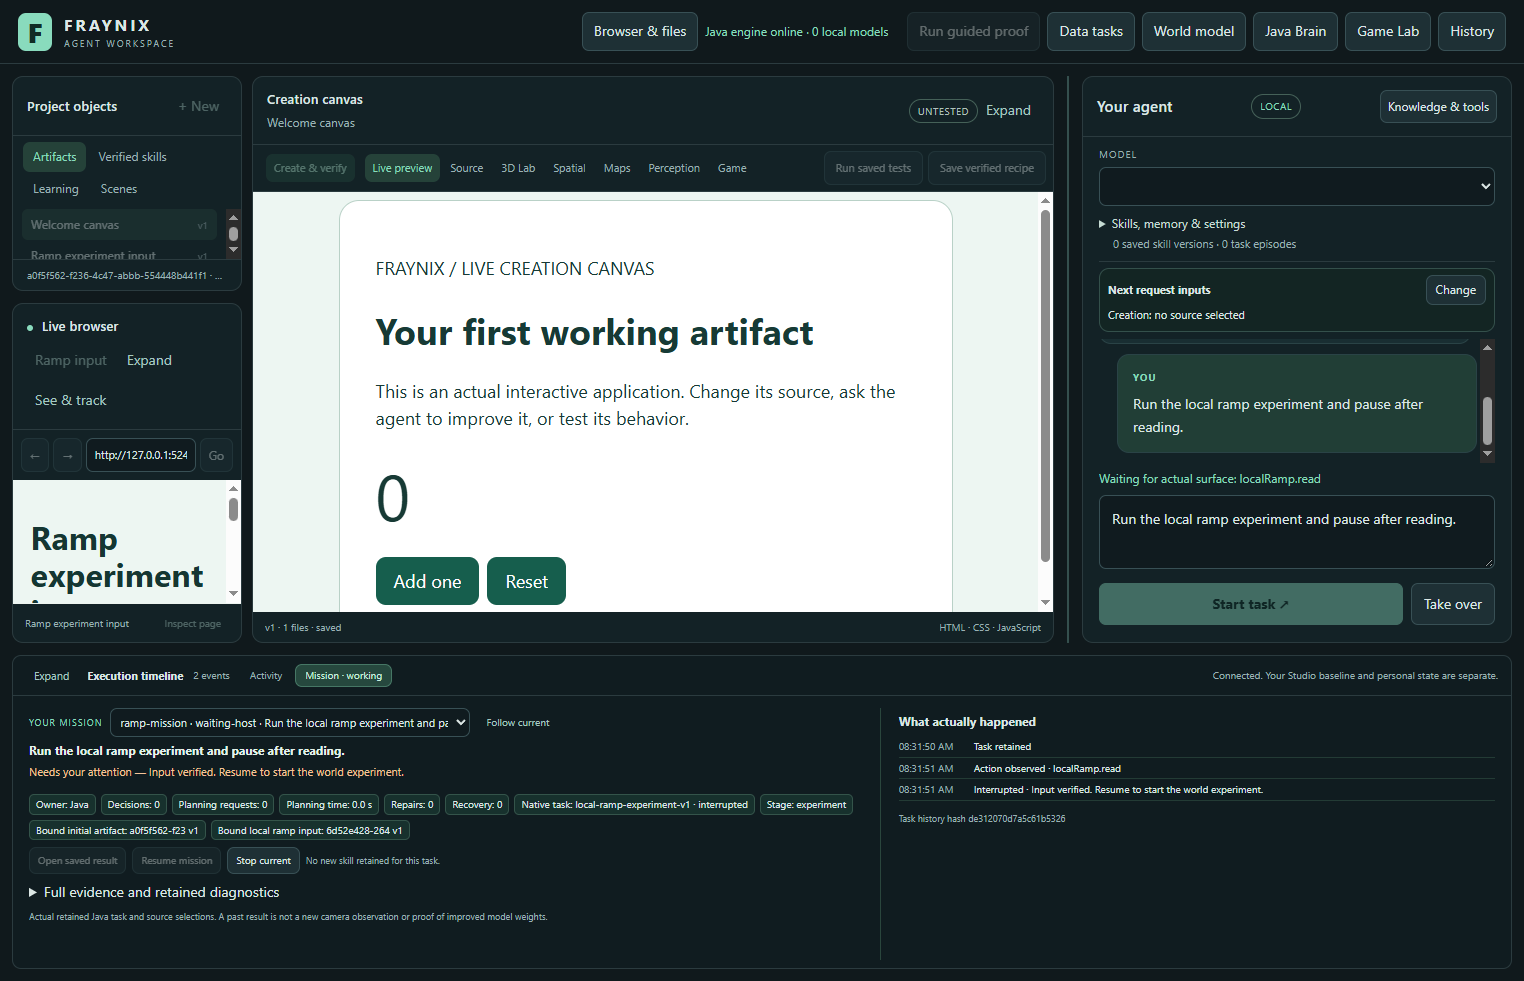 F
FRAYNIX
AGENT WORKSPACE
Browser & files
Java engine online · 0 local models
Run guided proof
Data tasks
World model
Java Brain
Game Lab
History
Project objects
+ New
Artifacts
Verified skills
Learning
Scenes
Welcome canvas
v1
Ramp experiment input
v1
a0f5f562-f236-4c47-abbb-554448b441f1 · ...
Live browser
Ramp input
Expand
See & track
←
→
http://127.0.0.1:524
Go
Ramp
experiment
Ramp experiment input
Inspect page
Creation canvas
Welcome canvas
UNTESTED
Expand
Create & verify
Live preview
Source
3D Lab
Spatial
Maps
Perception
Game
Run saved tests
Save verified recipe
FRAYNIX / LIVE CREATION CANVAS
Your first working artifact
This is an actual interactive application. Change its source, ask the
agent to improve it, or test its behavior.
0
Add one
Reset
v1 · 1 files · saved
HTML · CSS · JavaScript
Your agent
LOCAL
Knowledge & tools
MODEL
Skills, memory & settings
0 saved skill versions · 0 task episodes
Next request inputs
Change
Creation: no source selected
YOU
Run the local ramp experiment and pause after
reading.
Waiting for actual surface: localRamp.read
Run the local ramp experiment and pause after reading.
Start task ↗
Take over
Expand
Execution timeline
2 events
Activity
Mission · working
Connected. Your Studio baseline and personal state are separate.
YOUR MISSION
ramp-mission · waiting-host · Run the local ramp experiment and pa
Follow current
Run the local ramp experiment and pause after reading.
Needs your attention — Input verified. Resume to start the world experiment.
Owner: Java
Decisions: 0
Planning requests: 0
Planning time: 0.0 s
Repairs: 0
Recovery: 0
Native task: local-ramp-experiment-v1 · interrupted
Stage: experiment
Bound initial artifact: a0f5f562-f23 v1
Bound local ramp input: 6d52e428-264 v1
Open saved result
Resume mission
Stop current
No new skill retained for this task.
Full evidence and retained diagnostics
Actual retained Java task and source selections. A past result is not a new camera observation or proof of improved model weights.
What actually happened
08:31:50 AM Task retained
08:31:51 AM Action observed · localRamp.read
08:31:51 AM Interrupted · Input verified. Resume to start the world experiment.
Task history hash de312070d7a5c61b5326